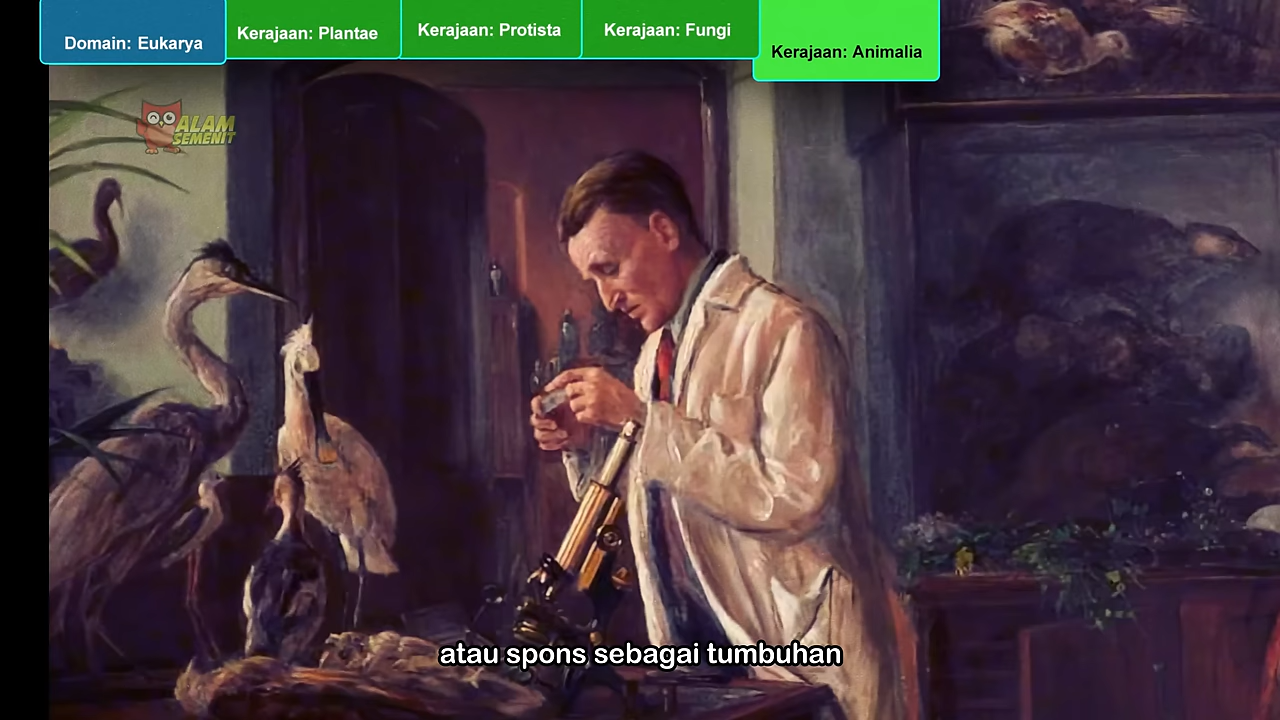 Domain: Eukarya
Kerajaan: Plantae
Kerajaan: Protista
Kerajaan: Fungi
Kerajaan: Animalia
ALAM
SEMENIT
atau spons sebagai tumbuhan